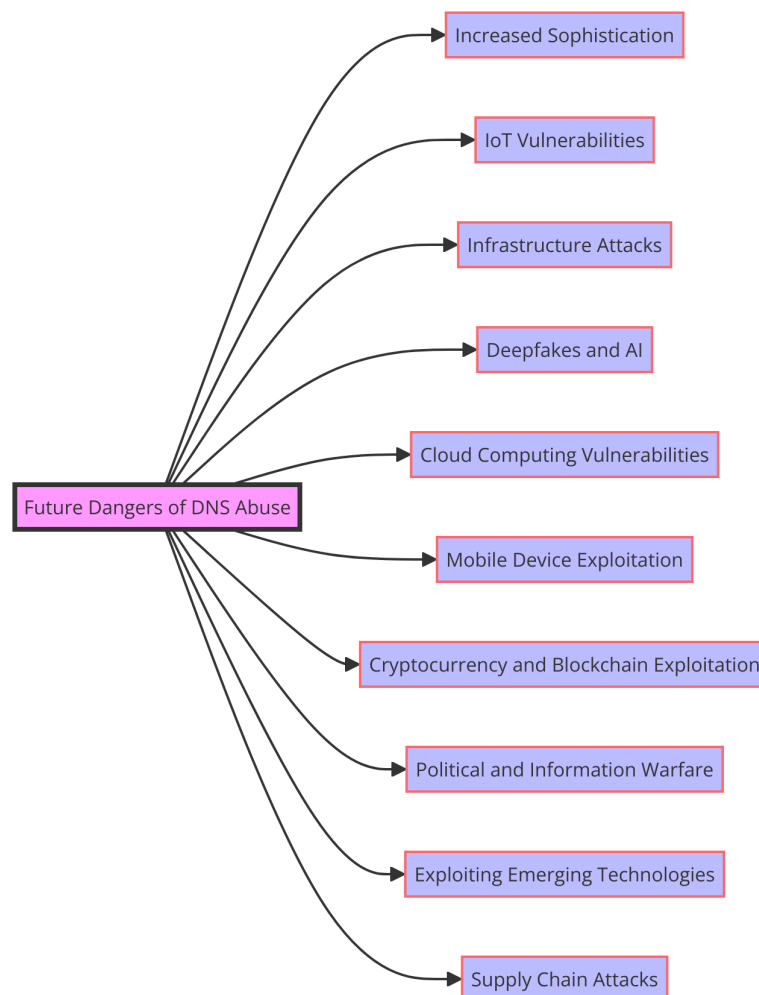 Increased Sophistication
IoT Vulnerabilities
Infrastructure Attacks
Deepfakes and AI
Cloud Computing Vulnerabilities
Future Dangers of DNS Abuse
Mobile Device Exploitation
Cryptocurrency and Blockchain Exploitation
Political and Information Warfare
Exploiting Emerging Technologies
Supply Chain Attacks